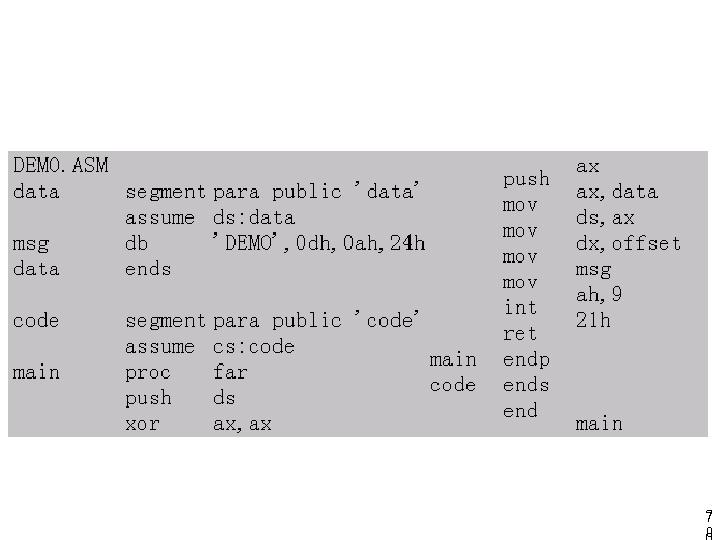 DEMO.ASM
data segment para public 'data'
assume ds:data
msg db 'DEMO',0dh,0ah,24h
data ends
code segment para public 'code'
assume cs:code
main proc far
push ds
xor ax,ax
push ax
mov ax,data
mov ds,ax
mov dx,offset
msg
mov ah,9
int 21h
ret
main endp
code ends
end main
7